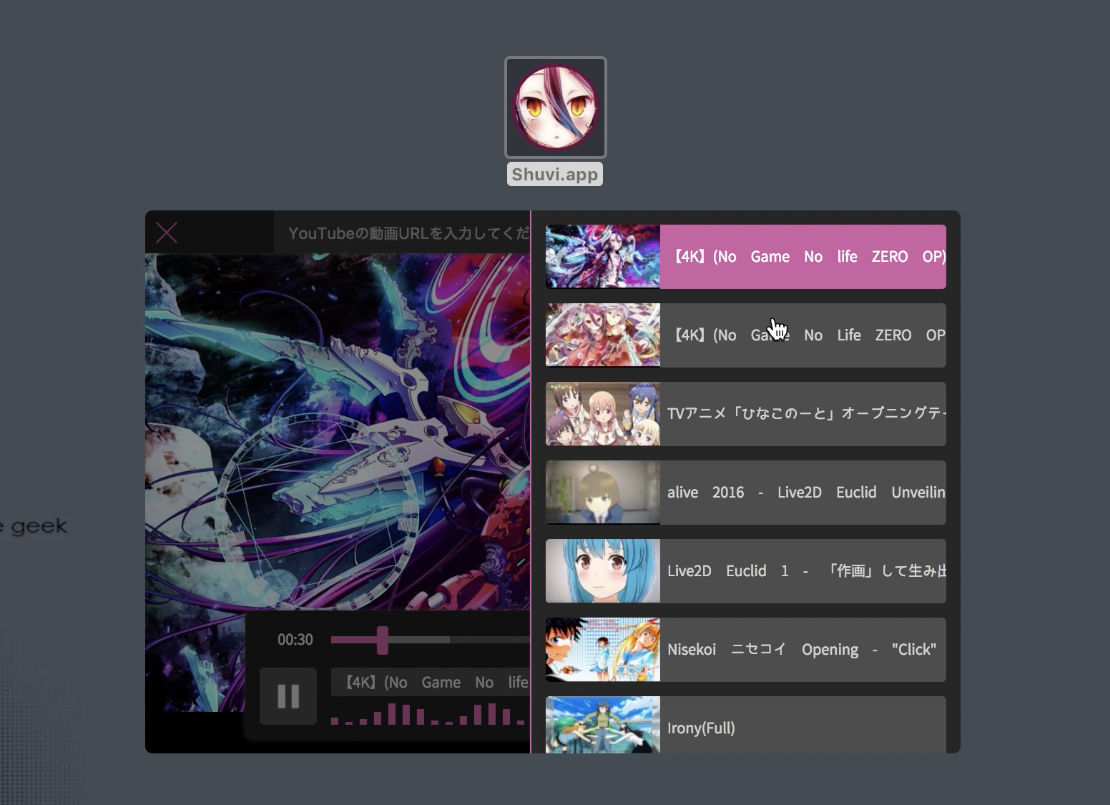 Shuvi.app
YouTubeの動画URLを入力してくだ
【4K】(No Game No life ZERO OP)
【4K】(No Game No Life ZERO OP
TVアニメ「ひなこのーと」オープニングテー
alive 2016 - Live2D Euclid Unveilin
Live2D Euclid 1 - 「作画」して生み出
Nisekoi ニセコイ Opening - "Click"
Irony(Full)
e geek
00:30
【4K】(No Game No life